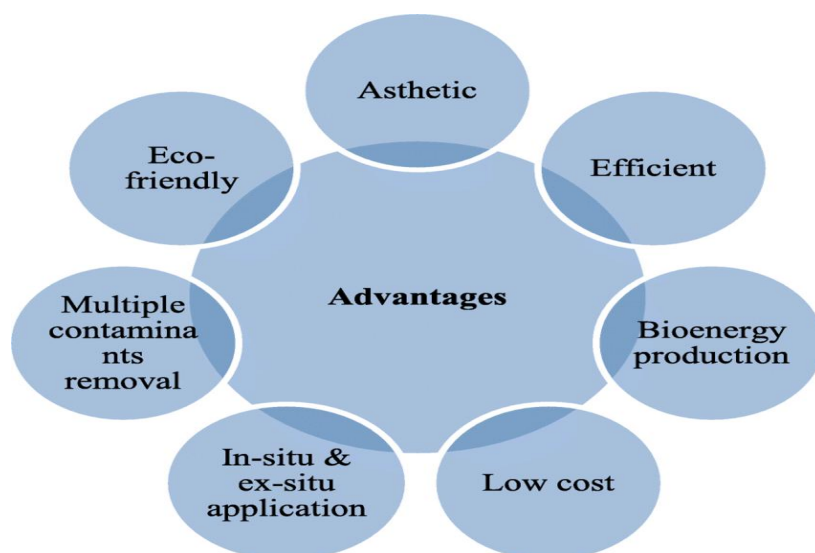 Asthetic
Eco-
friendly
Efficient
Advantages
Multiple
contamina
nts
removal
Bioenergy
production
In-situ &
ex-situ
application
Low cost